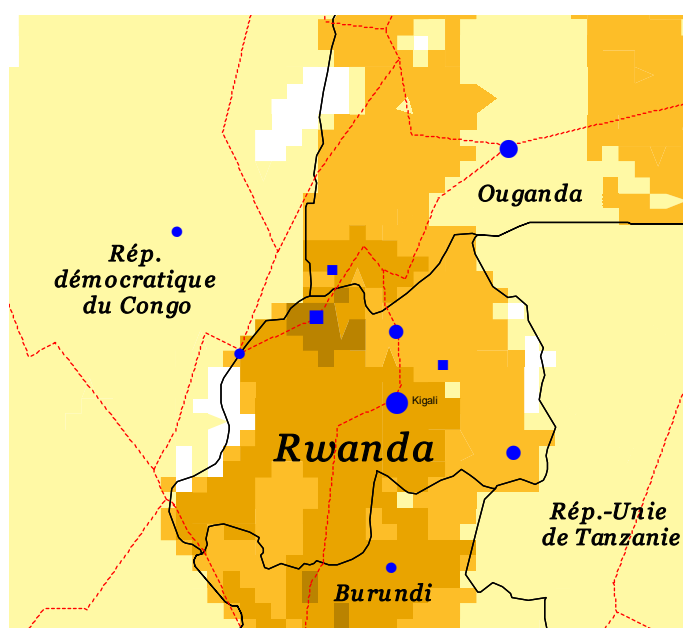 Ouganda
Rép.
démocratique
du Congo
Kigali
Rwanda
Rép.-Unie
de Tanzanie
Burundi